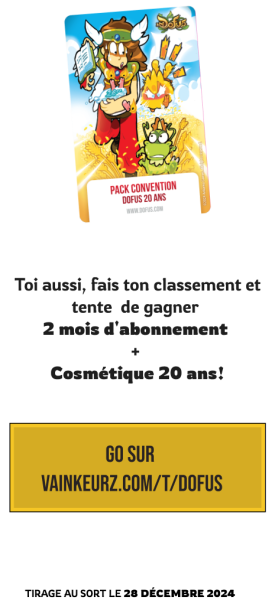 DOFUS
PACK CONVENTION
DOFUS 20 ANS
WWW.DOFUS.COM
Toi aussi, fais ton classement et
tente de gagner
2 mois d'abonnement
+
Cosmétique 20 ans!
GO SUR
VAINKEURZ.COM/T/DOFUS
TIRAGE AU SORT LE 28 DÉCEMBRE 2024